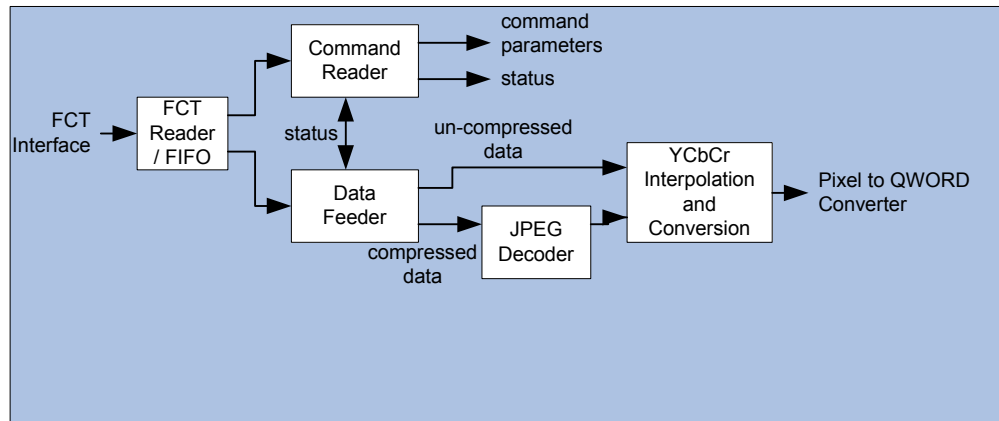 command
parameters
Command
Reader
status
FCT
Reader
/ FIFO
FCT
Interface
status
un-compressed
data
YCbCr
Interpolation
and
Conversion
Pixel to QWORD
Converter
Data
Feeder
JPEG
Decoder
compressed
data